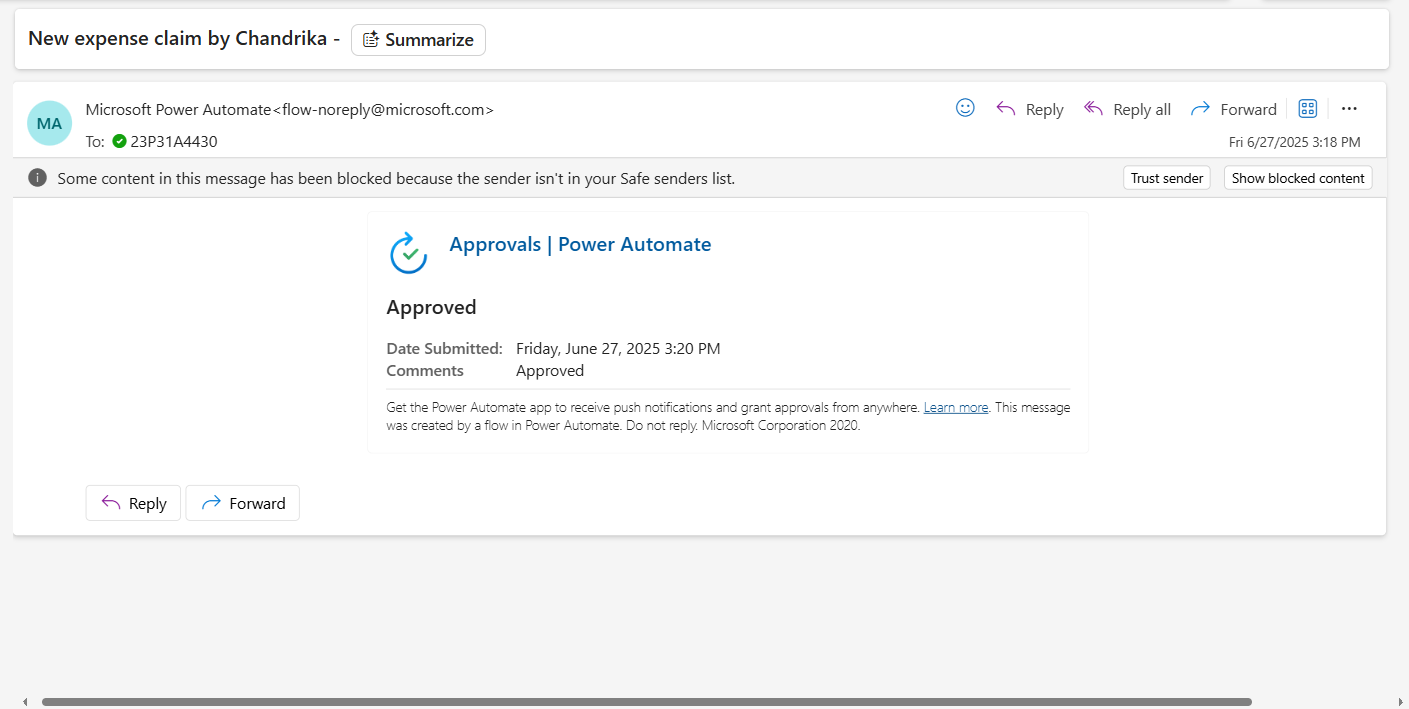 New expense claim by Chandrika -
Summarize
MA
Microsoft Power Automate<flow-noreply@microsoft.com>
Reply
Reply all
Forward
To: 23P31A4430
Fri 6/27/2025 3:18 PM
Some content in this message has been blocked because the sender isn't in your Safe senders list.
Trust sender
Show blocked content
Approvals | Power Automate
Approved
Date Submitted: Friday, June 27, 2025 3:20 PM
Comments Approved
Get the Power Automate app to receive push notifications and grant approvals from anywhere. Learn more. This message
was created by a flow in Power Automate. Do not reply. Microsoft Corporation 2020.
Reply
Forward